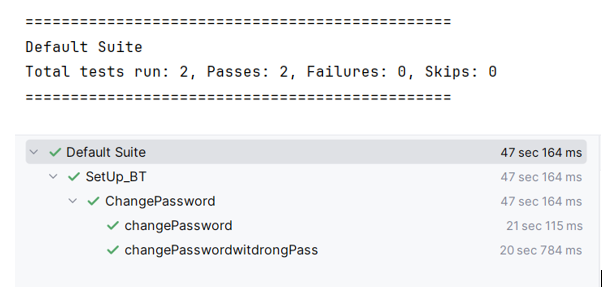 ===============================================
Default Suite
Total tests run: 2, Passes: 2, Failures: 0, Skips: 0
===============================================
Default Suite 47 sec 164 ms
SetUp_BT 47 sec 164 ms
ChangePassword 47 sec 164 ms
changePassword 21 sec 115 ms
changePasswordwitdrongPass 20 sec 784 ms